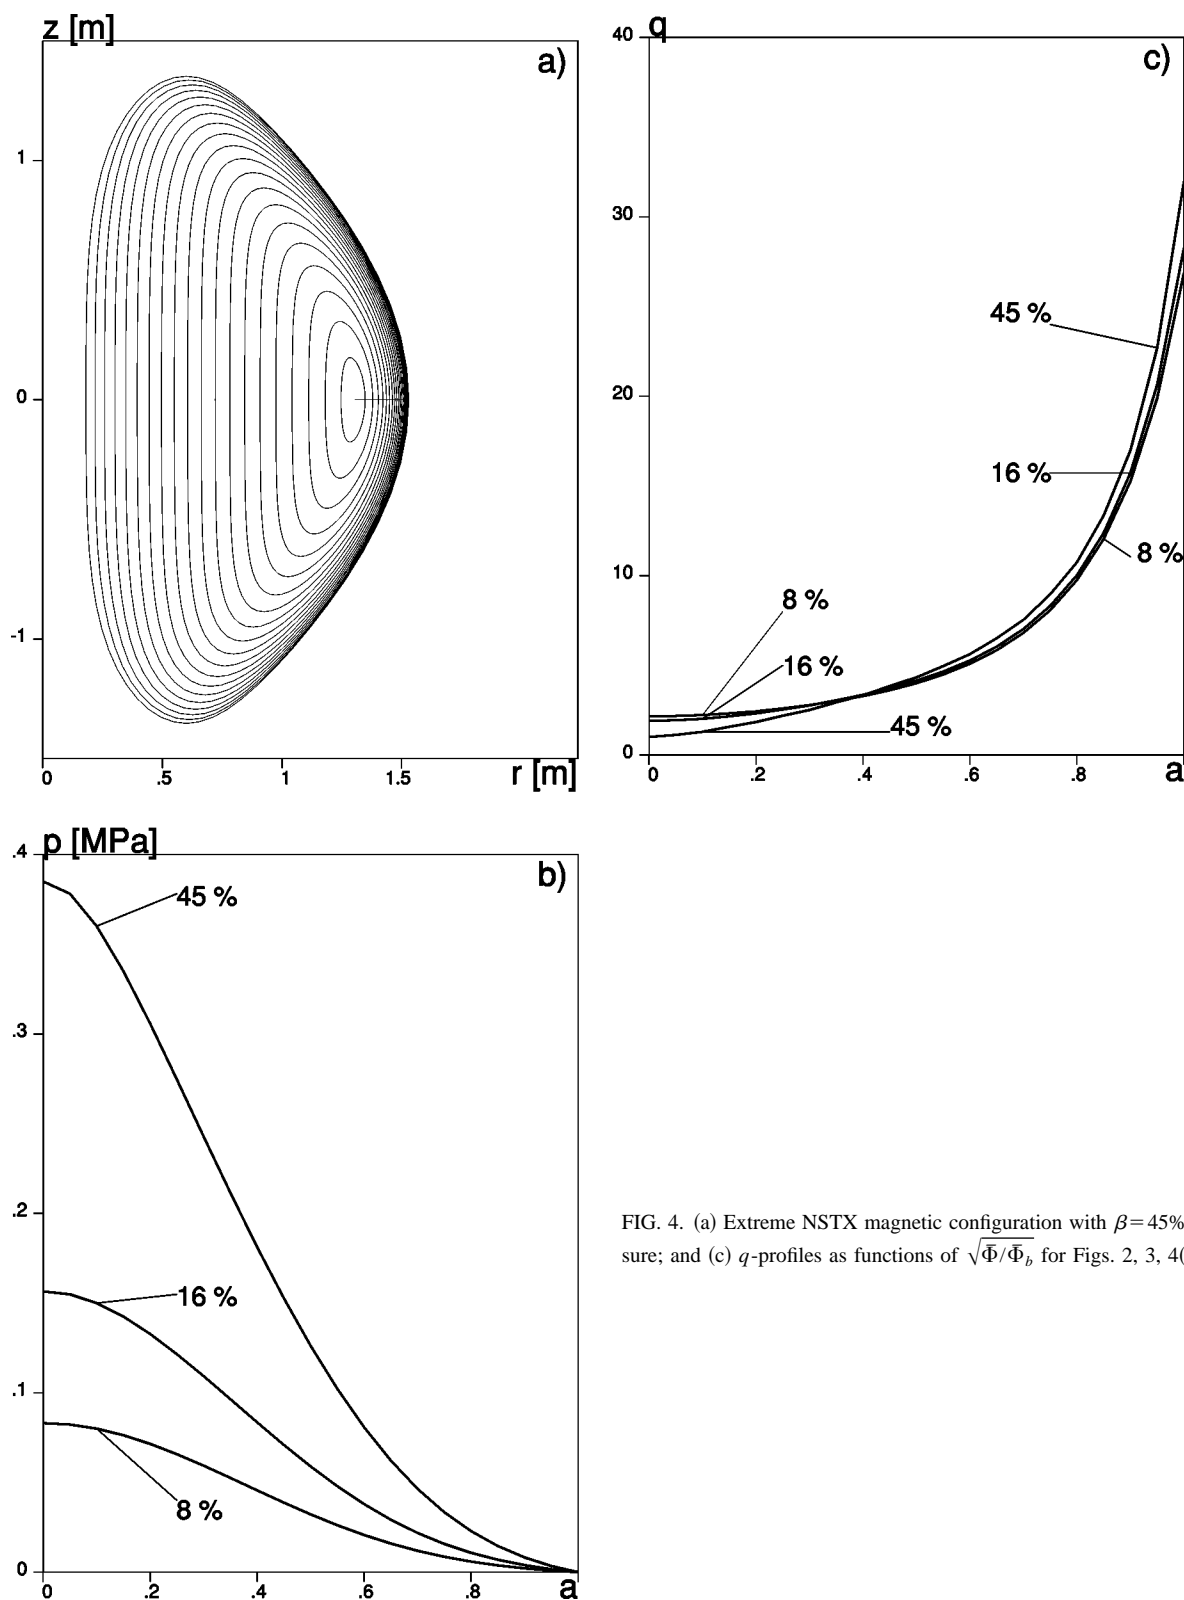 z [m]
a)
1
0
-1
0 .5 1 1.5
r [m]
q
c)
40
30
20
10
0
45 %
16 %
8 %
8 %
16 %
45 %
0 .2 .4 .6 .8 a
p [MPa]
b)
.4
.3
.2
.1
0
45 %
16 %
8 %
0 .2 .4 .6 .8 a
FIG. 4. (a) Extreme NSTX magnetic configuration with β=45%
sure; and (c) q-profiles as functions of √Φ̄/Φ̄b for Figs. 2, 3, 4(